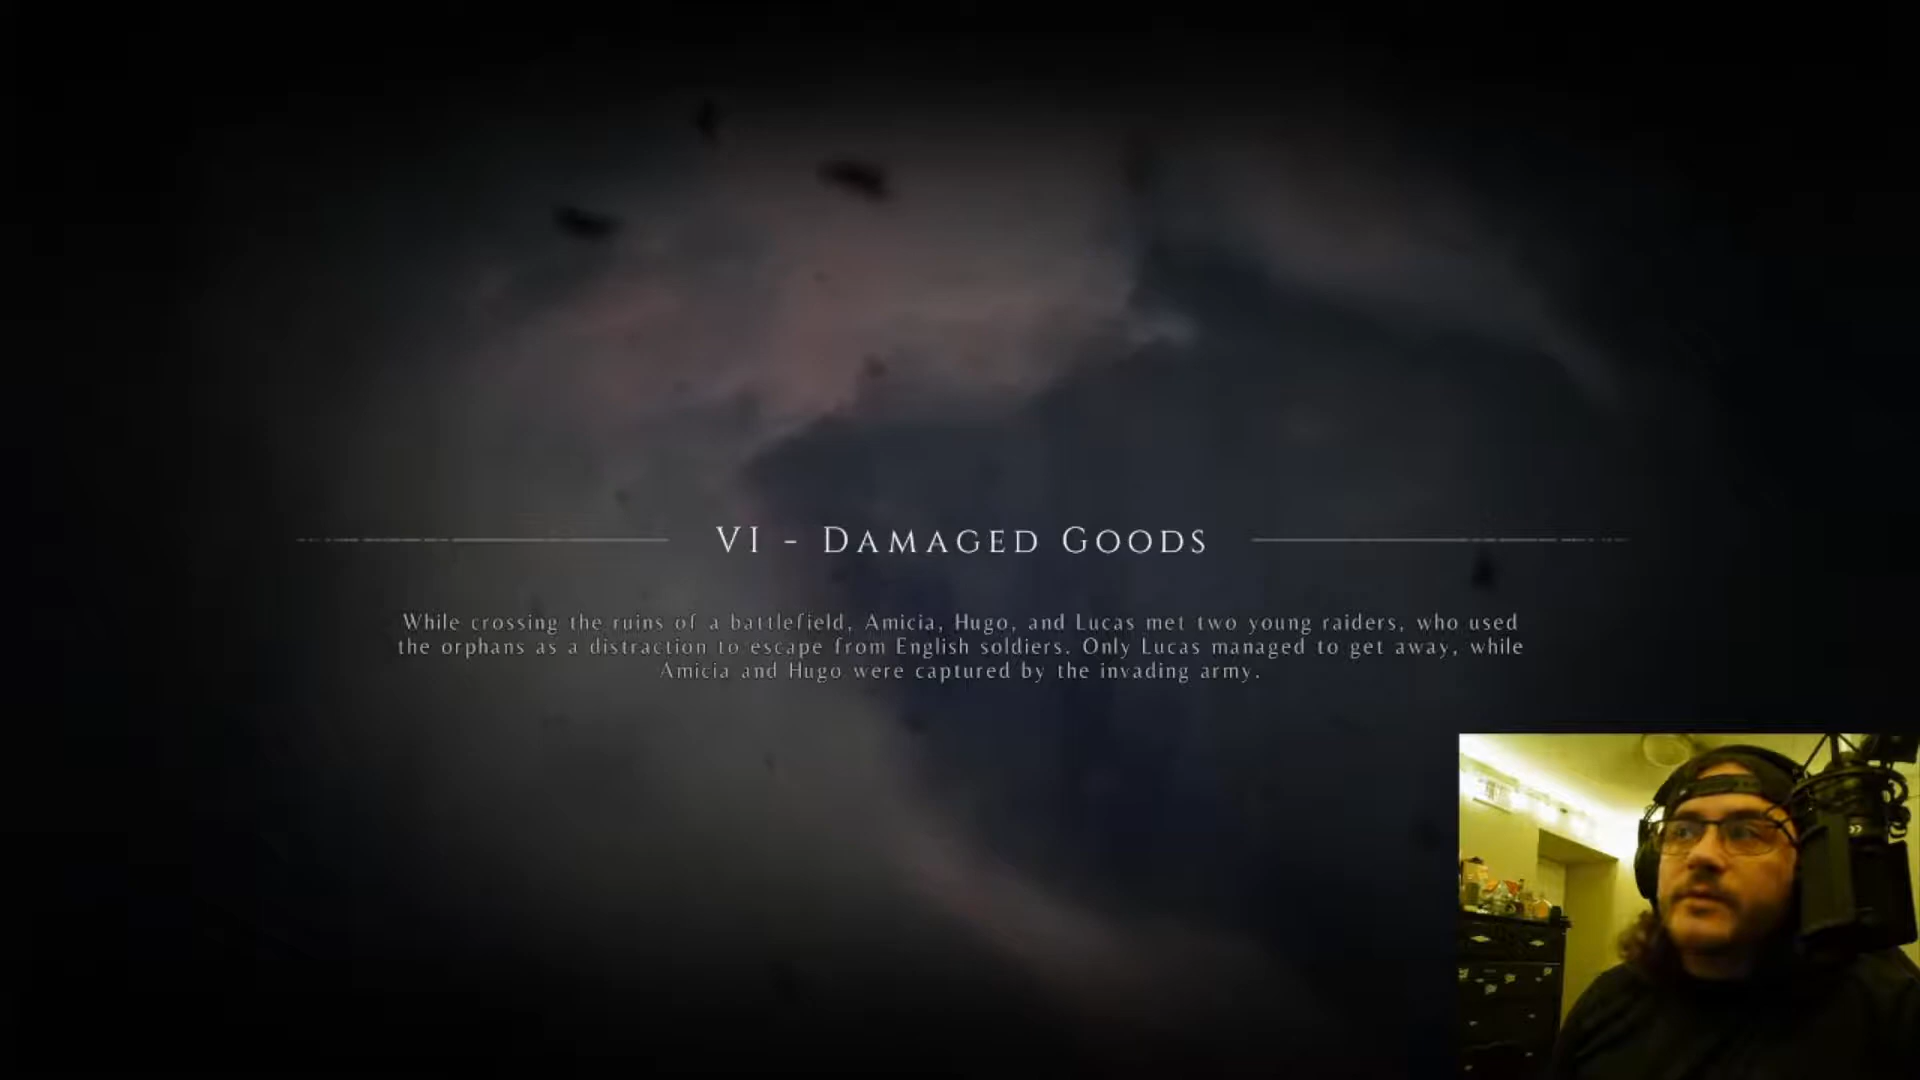 VI - DAMAGED GOODS
While crossing the ruins of a battlefield, Amicia, Hugo, and Lucas met two young raiders, who used
the orphans as a distraction to escape from English soldiers. Only Lucas managed to get away, while
Amicia and Hugo were captured by the invading army.